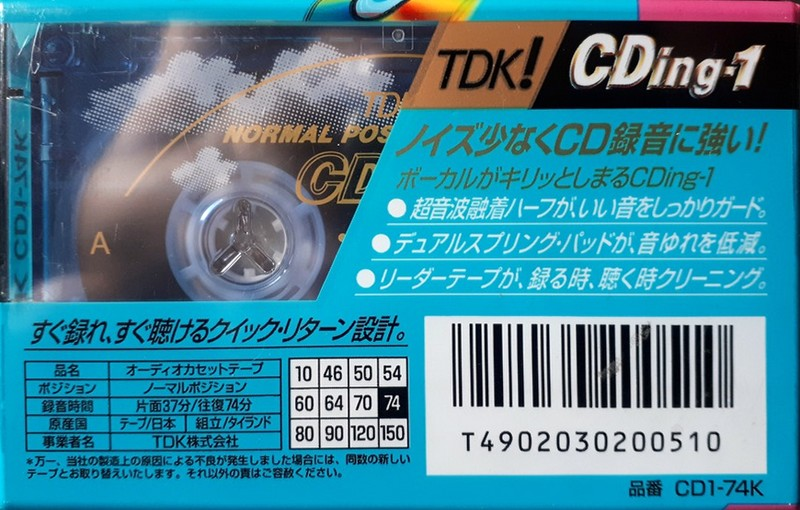 TDK! CDing-1
TD
NORMAL POS
CD
A
CD1-74K
ノイズ少なくCD録音に強い!
ボーカルがキリッとしまるCDing-1
●超音波融着ハーフが、いい音をしっかりガード。
●デュアルスプリング・パッドが、音ゆれを低減。
●リーダーテープが、録る時、聴く時クリーニング。
すぐ録れ、すぐ聴けるクイック・リターン設計。
品名 オーディオカセットテープ
ポジション ノーマルポジション
録音時間 片面37分/往復74分
原産国 テープ/日本 組立/タイランド
事業者名 TDK株式会社
10 46 50 54
60 64 70 74
80 90 120 150
*万一、当社の製造上の原因による不良が発生しました場合には、同数の新しい
テープとお取り替えいたします。それ以外の責はご容赦ください。
T4902030200510
品番 CD1-74K